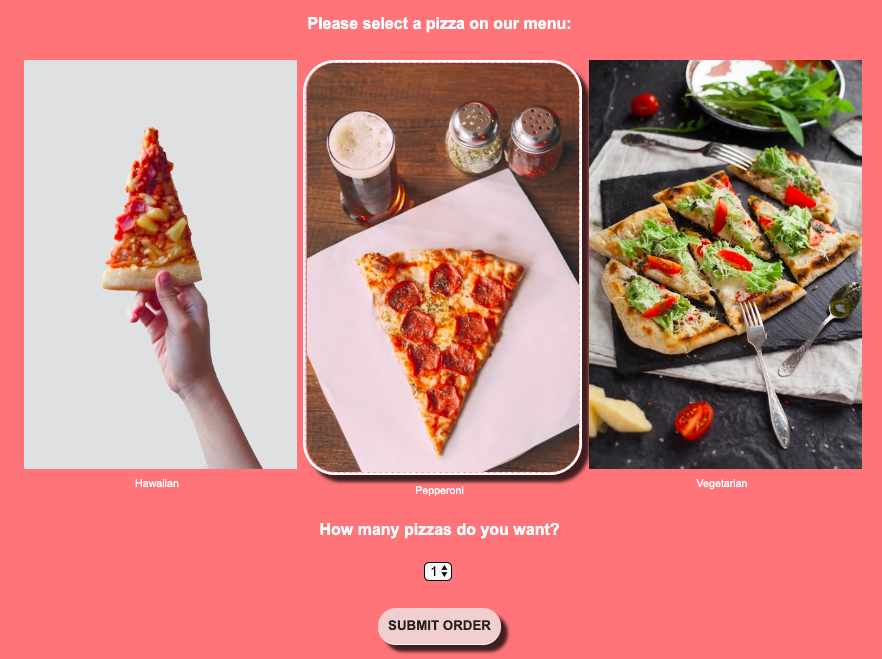 Please select a pizza on our menu:
Hawaiian
Pepperoni
Vegetarian
How many pizzas do you want?
1
SUBMIT ORDER